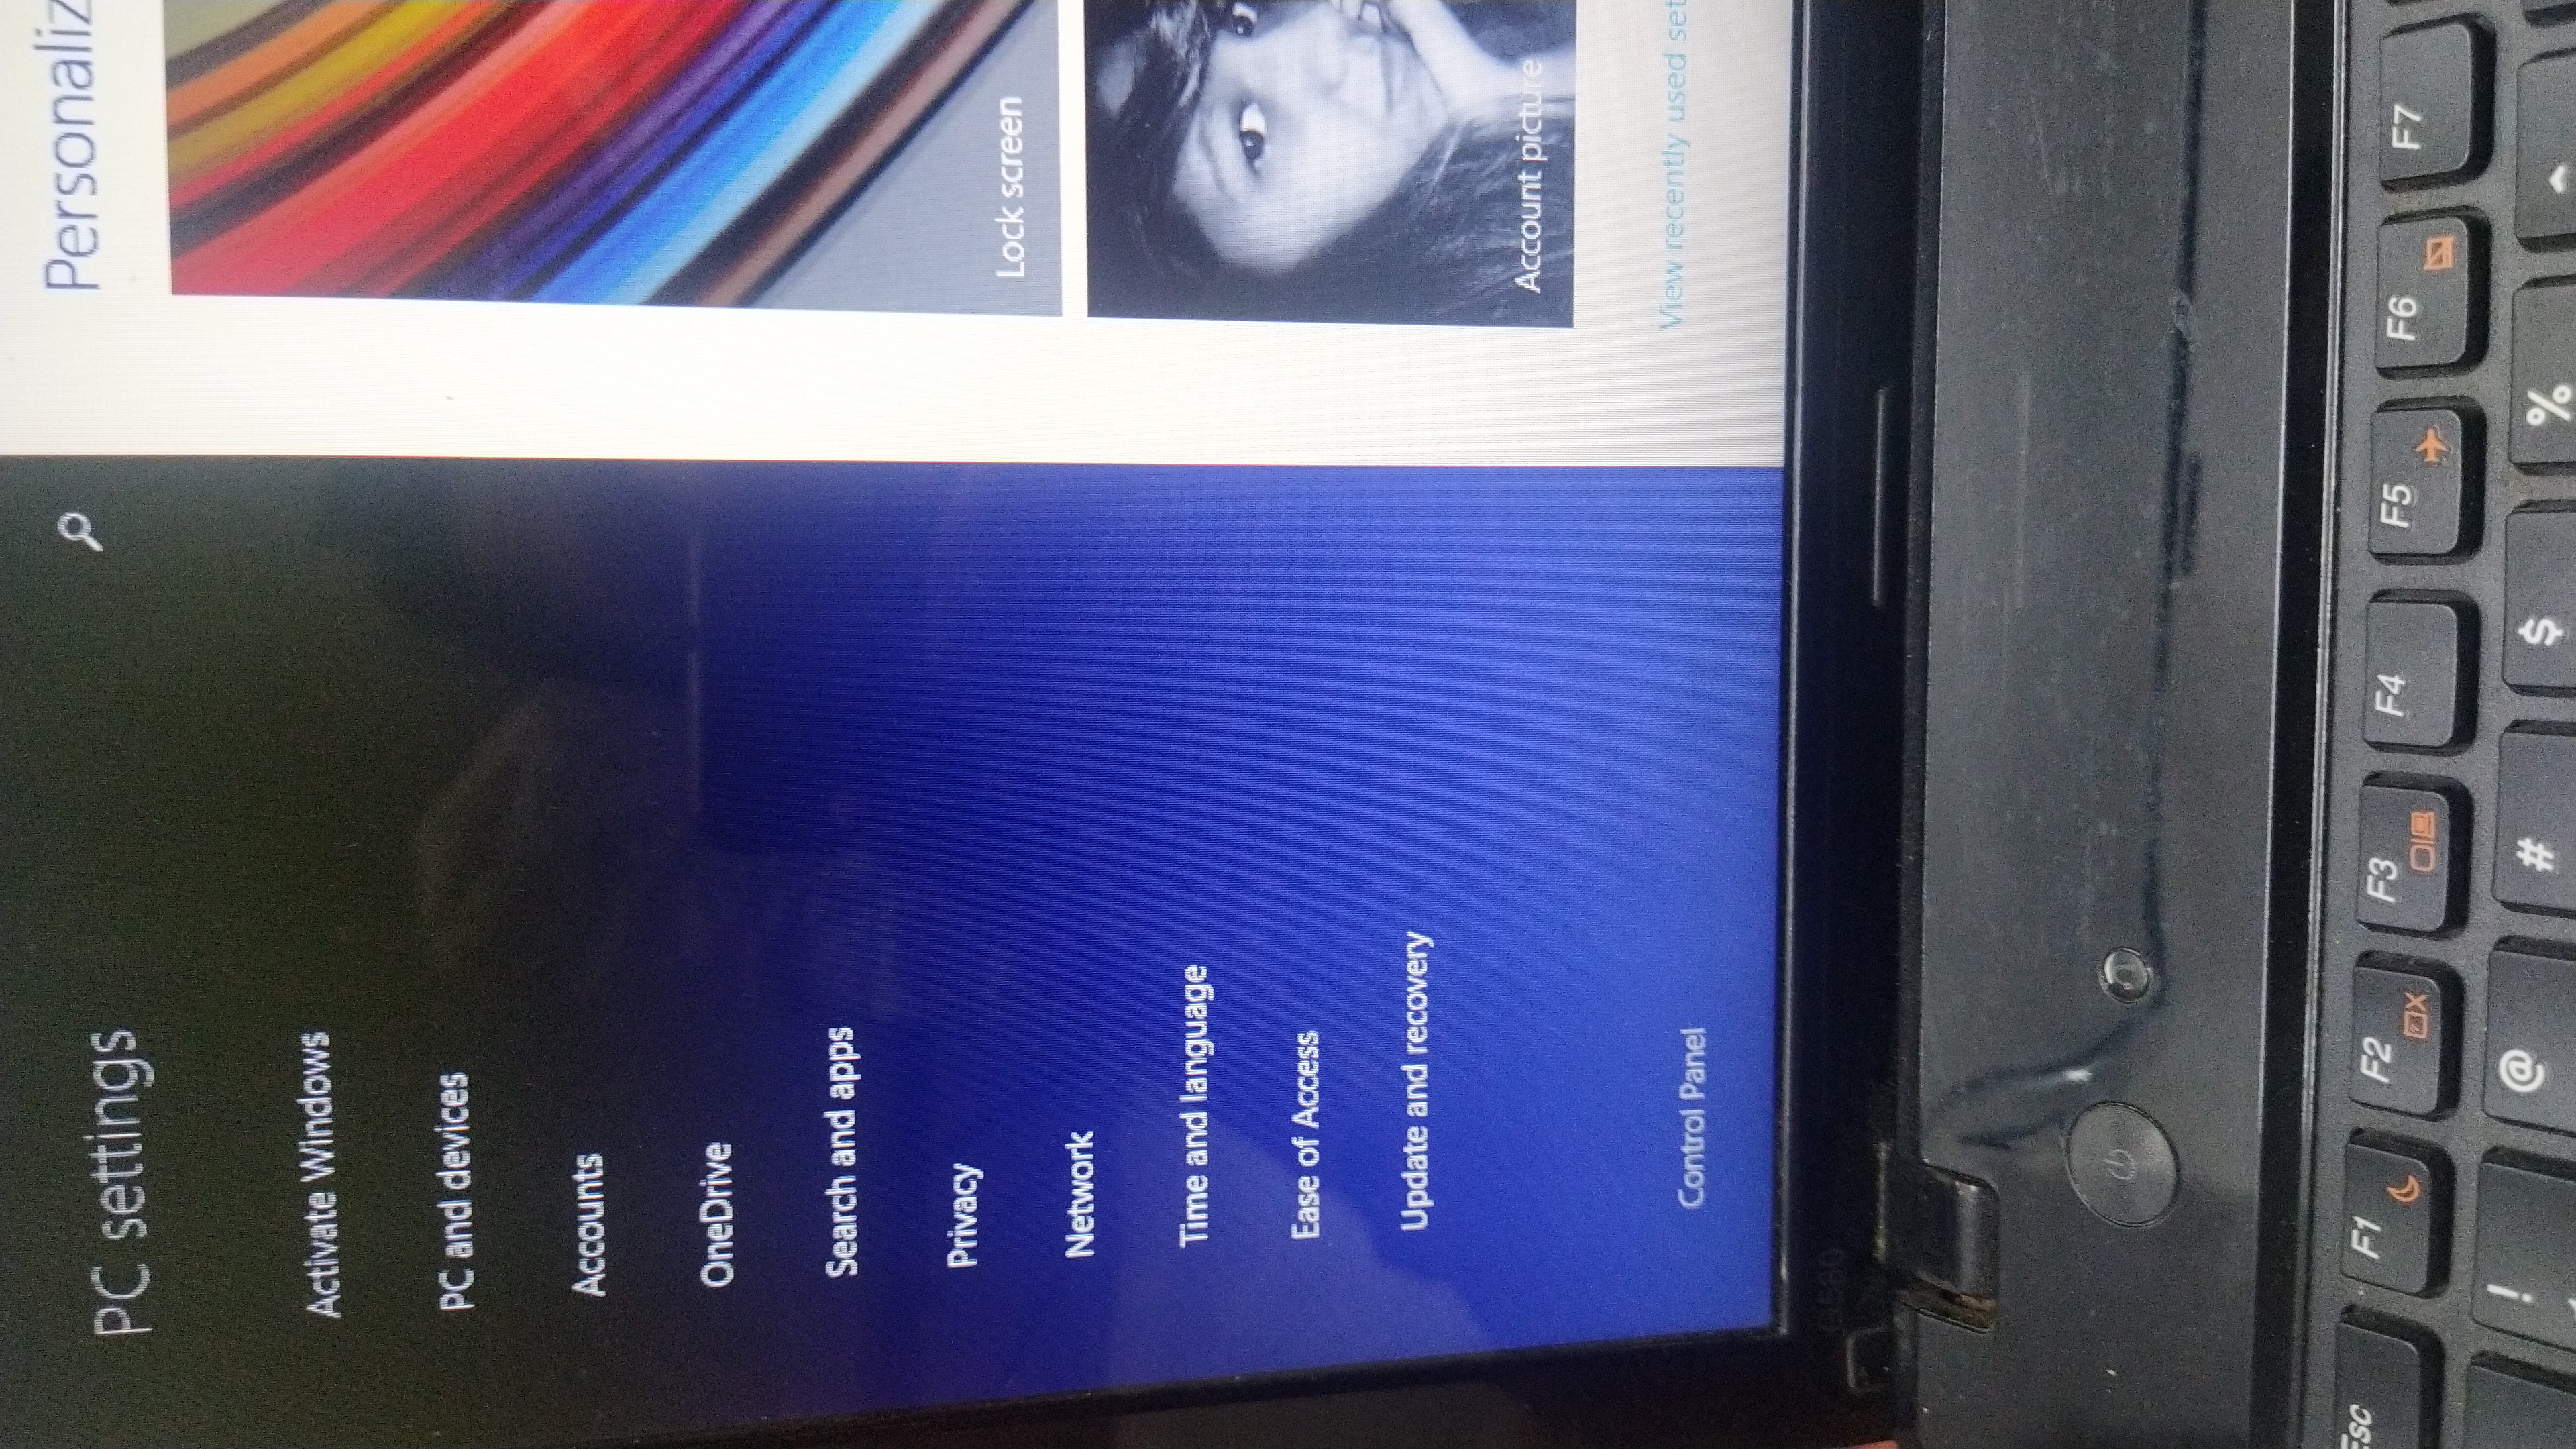 PC settings
Activate Windows
PC and devices
Accounts
OneDrive
Search and apps
Privacy
Network
Time and language
Ease of Access
Update and recovery
Control Panel
Personaliz
Lock screen
Account picture
View recently used set
G580
Esc
F1
F2
F3
F4
F5
F6
F7
!
@
#
$
%
^